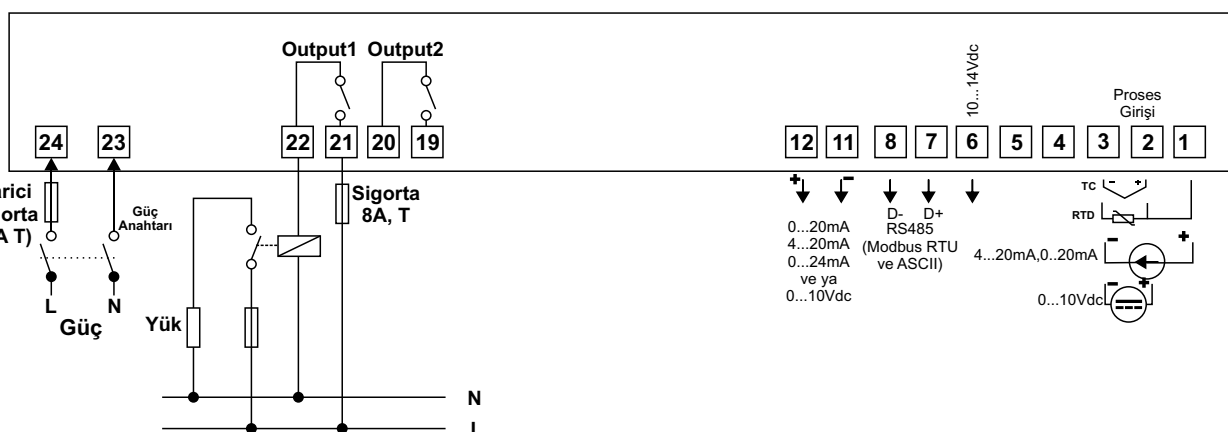 Output1 Output2
10...14Vdc
Proses
Girişi
24 23 22 21 20 19 12 11 8 7 6 5 4 3 2 1
Güç
Anahtarı
L N
Güç
Yük
Sigorta
8A, T
N
+ -
0...20mA
4...20mA
0...24mA
ve ya
0...10Vdc
D- D+
RS485
(Modbus RTU
ve ASCII)
TC - +
RTD
4...20mA,0...20mA - +
0...10Vdc - +